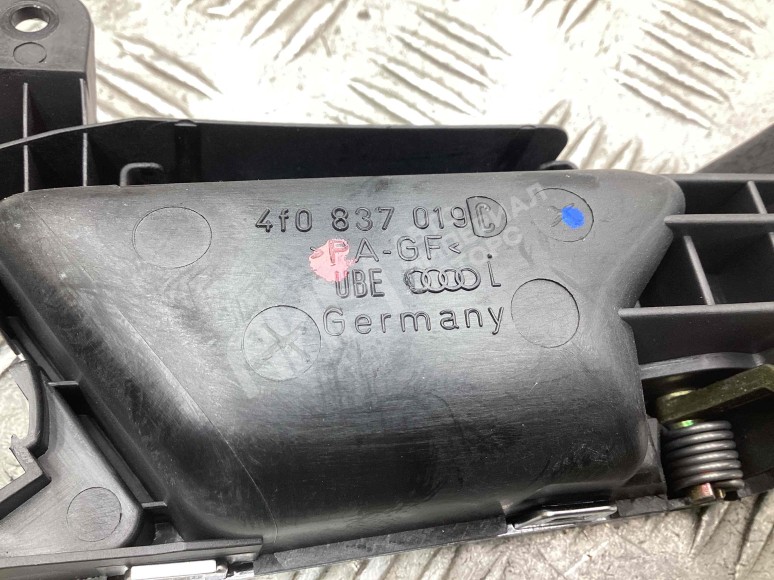 4f0 837 019 C
>PA-GF<
UBE L
Germany